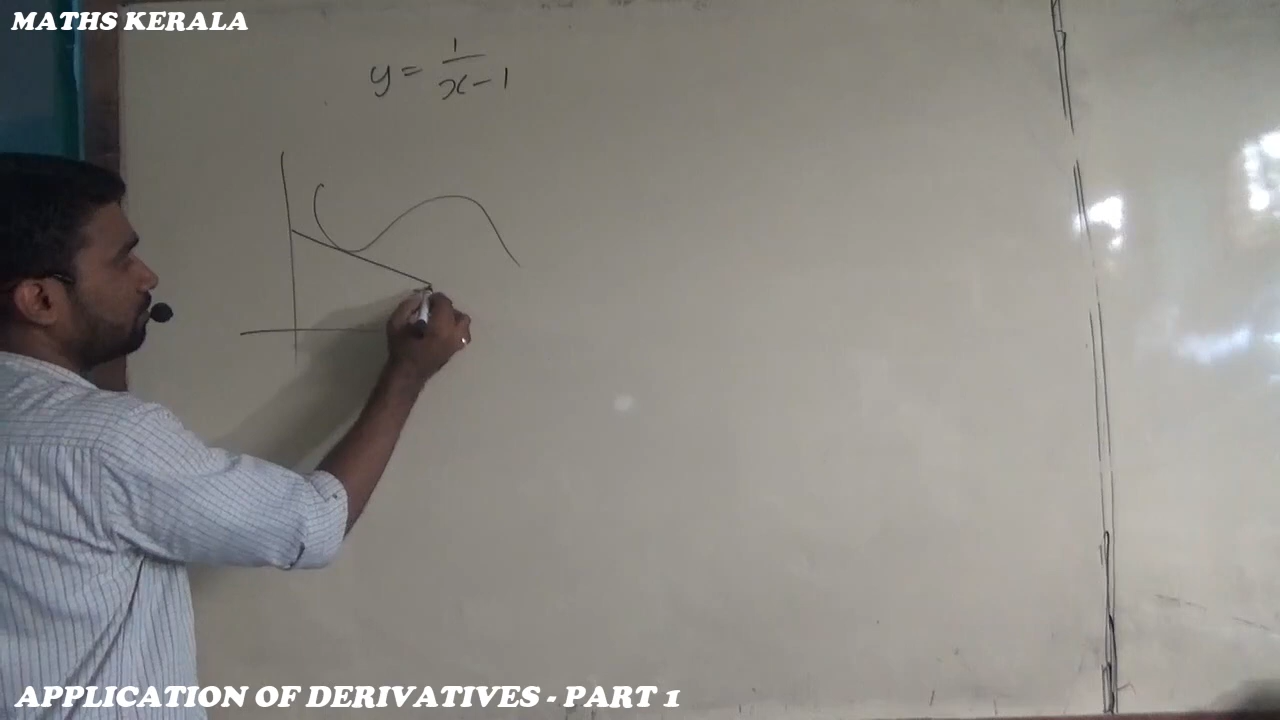 MATHS KERALA
y = 1/(x-1)
APPLICATION OF DERIVATIVES - PART 1